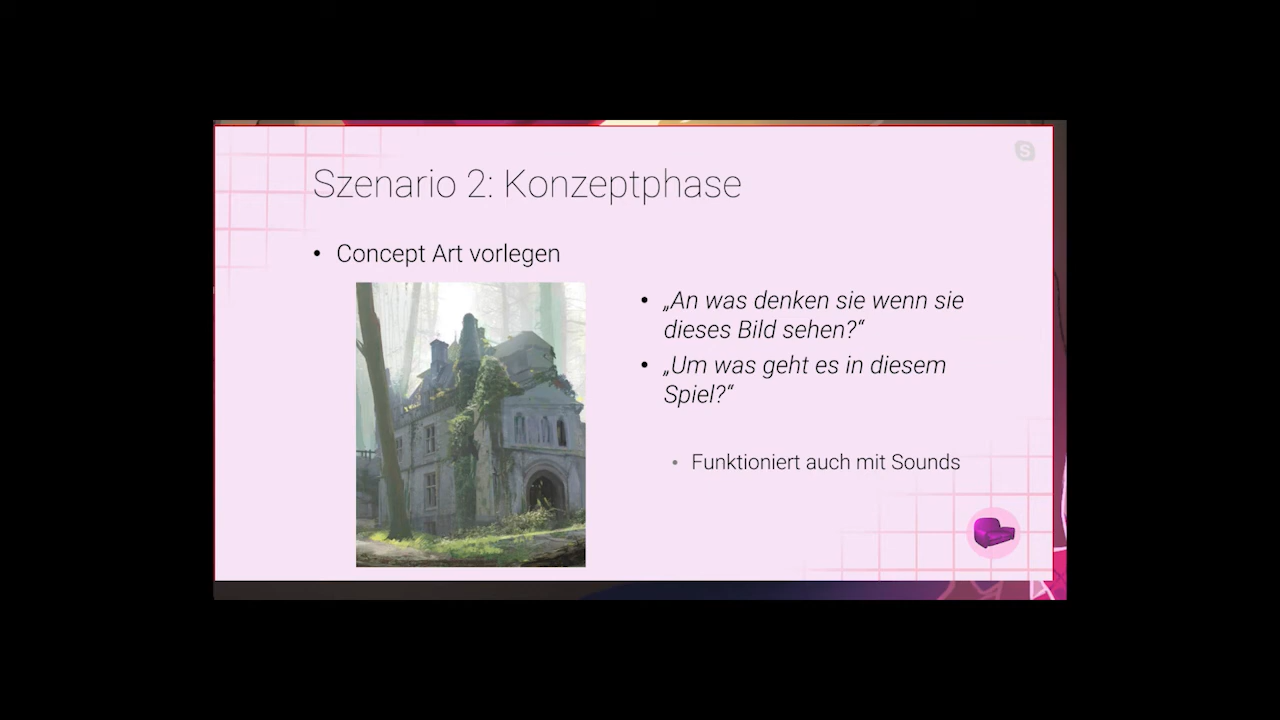 Szenario 2: Konzeptphase
• Concept Art vorlegen
• „An was denken sie wenn sie
dieses Bild sehen?“
• „Um was geht es in diesem
Spiel?“
• Funktioniert auch mit Sounds